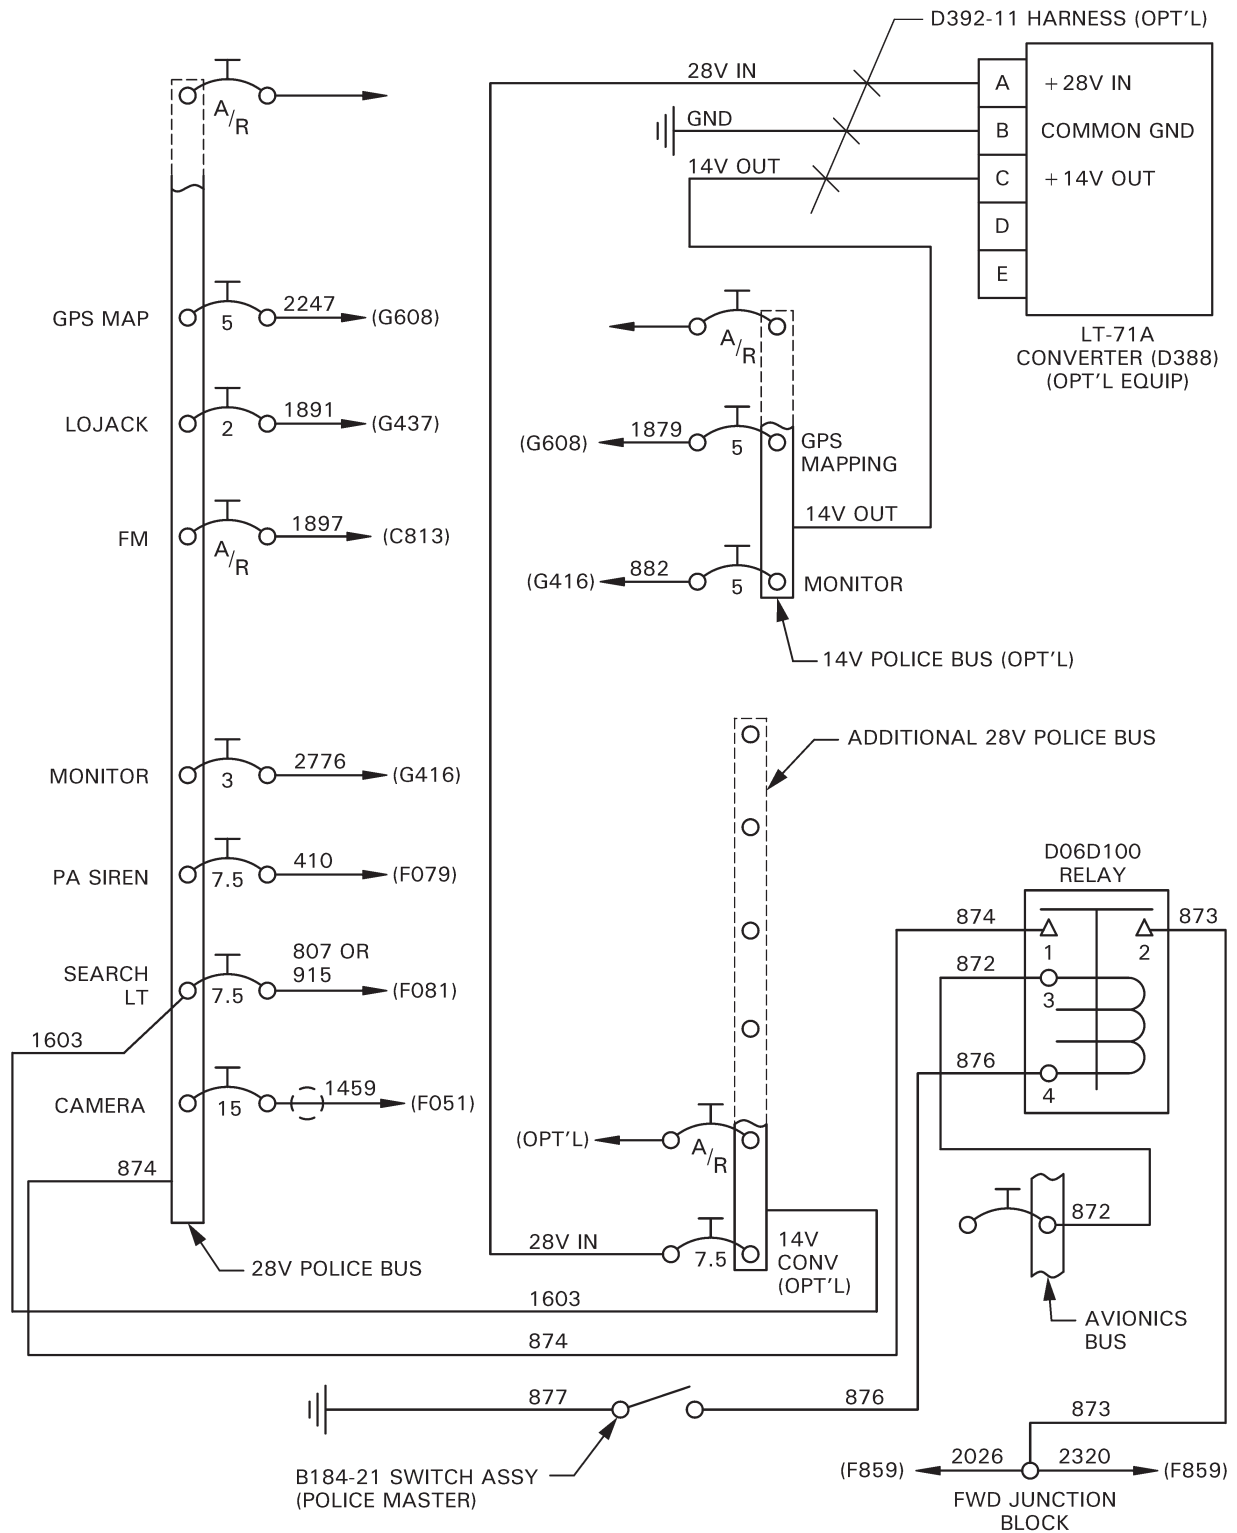 D392-11 HARNESS (OPT'L)
28V IN
A
+28V IN
GND
B
COMMON GND
14V OUT
C
+14V OUT
D
E
LT-71A
CONVERTER (D388)
(OPT'L EQUIP)
A/R
GPS MAP
5
2247
(G608)
LOJACK
2
1891
(G437)
FM
A/R
1897
(C813)
MONITOR
3
2776
(G416)
PA SIREN
7.5
410
(F079)
SEARCH
LT
7.5
807 OR
915
(F081)
1603
CAMERA
15
1459
(F051)
874
28V POLICE BUS
A/R
(G608)
1879
5
GPS
MAPPING
14V OUT
(G416)
882
5
MONITOR
14V POLICE BUS (OPT'L)
ADDITIONAL 28V POLICE BUS
(OPT'L)
A/R
28V IN
7.5
14V
CONV
(OPT'L)
1603
874
D06D100
RELAY
874
1
2
873
872
3
876
4
872
AVIONICS
BUS
877
876
B184-21 SWITCH ASSY
(POLICE MASTER)
873
(F859)
2026
2320
(F859)
FWD JUNCTION
BLOCK